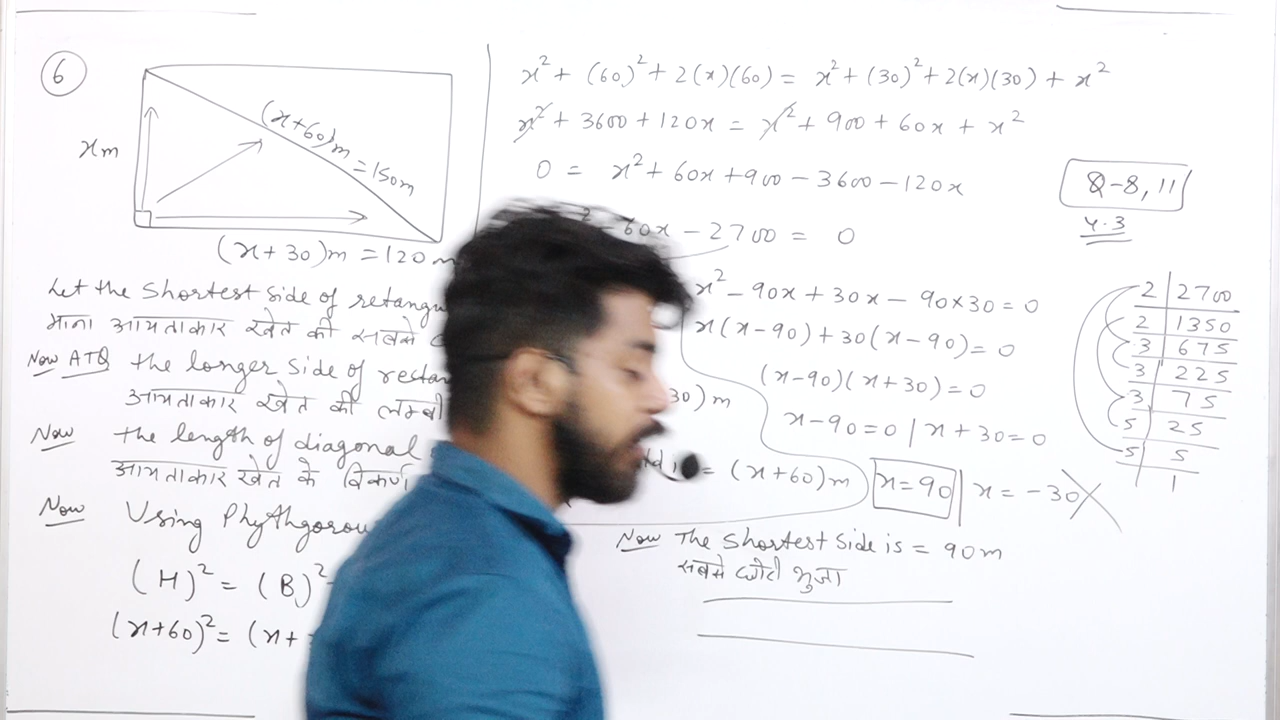 6
x m
(x+60)m = 150m
(x+30)m = 120m
Let the Shortest side of
माना आयताकार खेत की सबसे
Now ATQ the longer side of
आयताकार खेत की
Now the length of diagonal
आयताकार खेत के विकर्ण
Now Using
(H)² = (B)²
(x+60)² = (x+
x² + (60)² + 2(x)(60) = x² + (30)² + 2(x)(30) + x²
x² + 3600 + 120x = x² + 900 + 60x + x²
0 = x² + 60x + 900 - 3600 - 120x
- 60x - 2700 = 0
x² - 90x + 30x - 90×30 = 0
x(x-90) + 30(x-90) = 0
(x-90)(x+30) = 0
x-90=0 | x+30=0
x=90 | x = -30
30)m
= (x+60)m
Now The Shortest Side is = 90m
सबसे छोटी भुजा
Q-8, 11
4.3
2 | 2700
2 | 1350
3 | 675
3 | 225
3 | 75
5 | 25
5 | 5
1